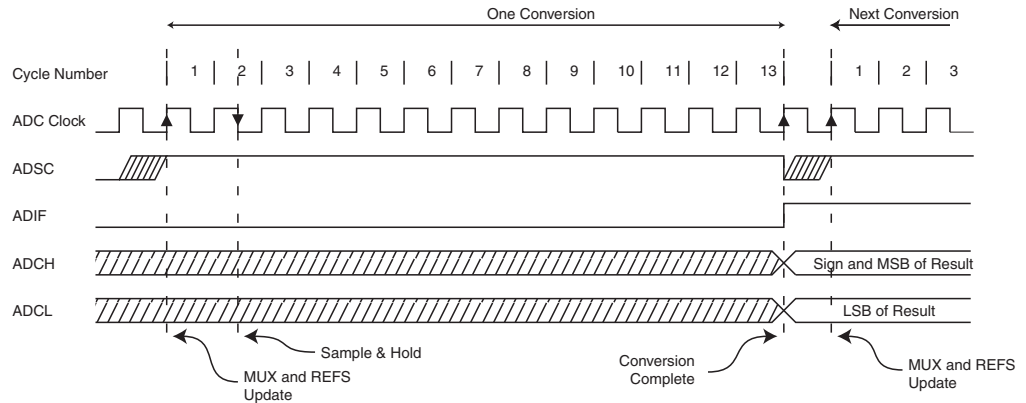 One Conversion
Next Conversion
Cycle Number 1 2 3 4 5 6 7 8 9 10 11 12 13 1 2 3
ADC Clock
ADSC
ADIF
ADCH
Sign and MSB of Result
ADCL
LSB of Result
Sample & Hold
MUX and REFS
Update
Conversion
Complete
MUX and REFS
Update